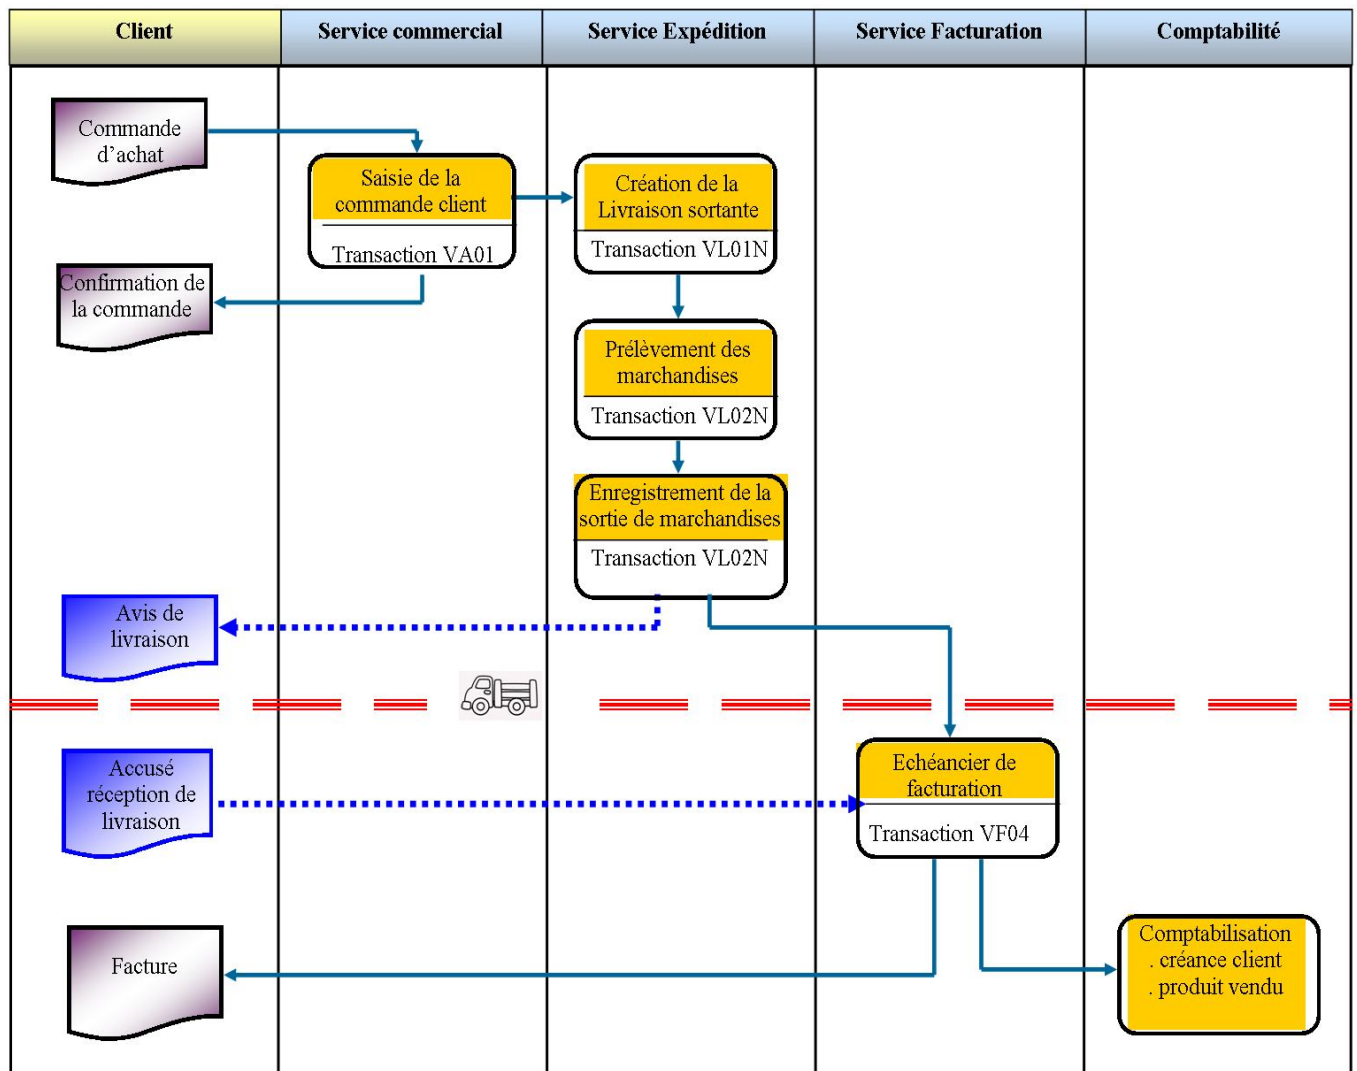 Client
Service commercial
Service Expédition
Service Facturation
Comptabilité
Commande
d’achat
Saisie de la
commande client
Transaction VA01
Création de la
Livraison sortante
Transaction VL01N
Confirmation de
la commande
Prélèvement des
marchandises
Transaction VL02N
Enregistrement de la
sortie de marchandises
Transaction VL02N
Avis de
livraison
Accusé
réception de
livraison
Echéancier de
facturation
Transaction VF04
Facture
Comptabilisation
. créance client
. produit vendu